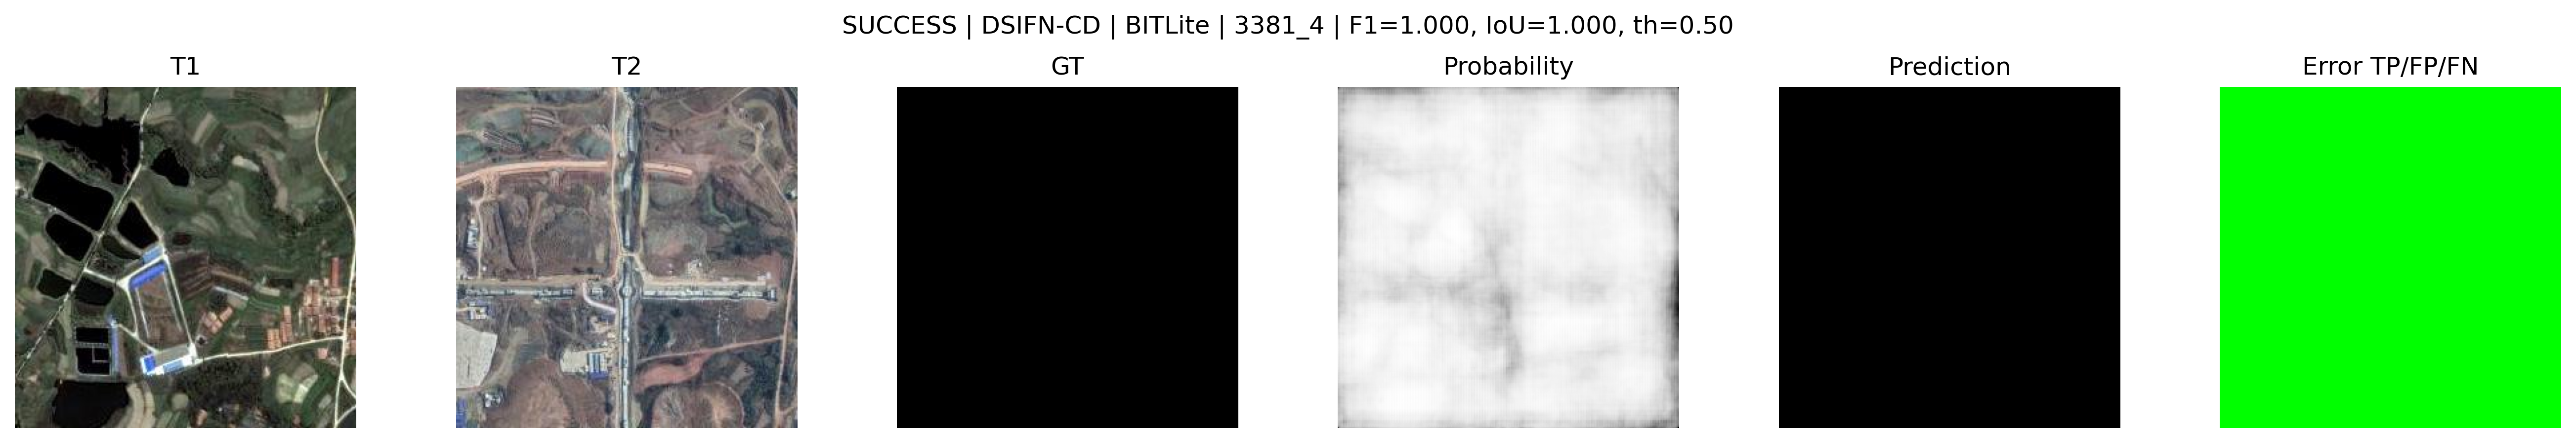 SUCCESS | DSIFN-CD | BITLite | 3381_4 | F1=1.000, IoU=1.000, th=0.50
T1 T2 GT Probability Prediction Error TP/FP/FN